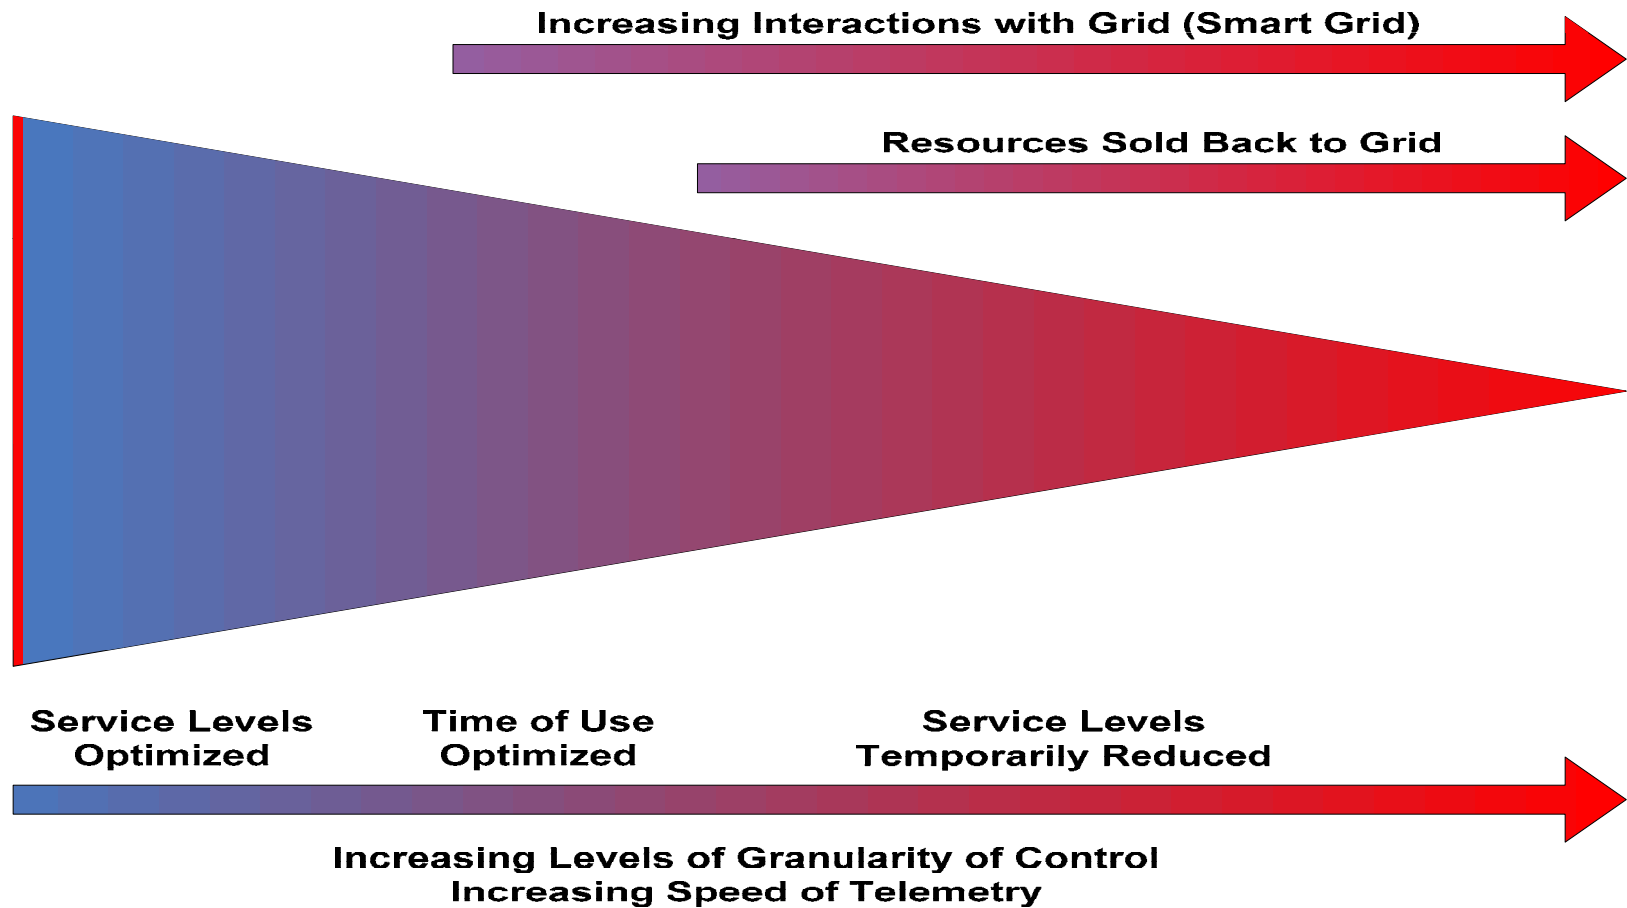 Increasing Interactions with Grid (Smart Grid)
Resources Sold Back to Grid
Service Levels
Optimized
Time of Use
Optimized
Service Levels
Temporarily Reduced
Increasing Levels of Granularity of Control
Increasing Speed of Telemetry